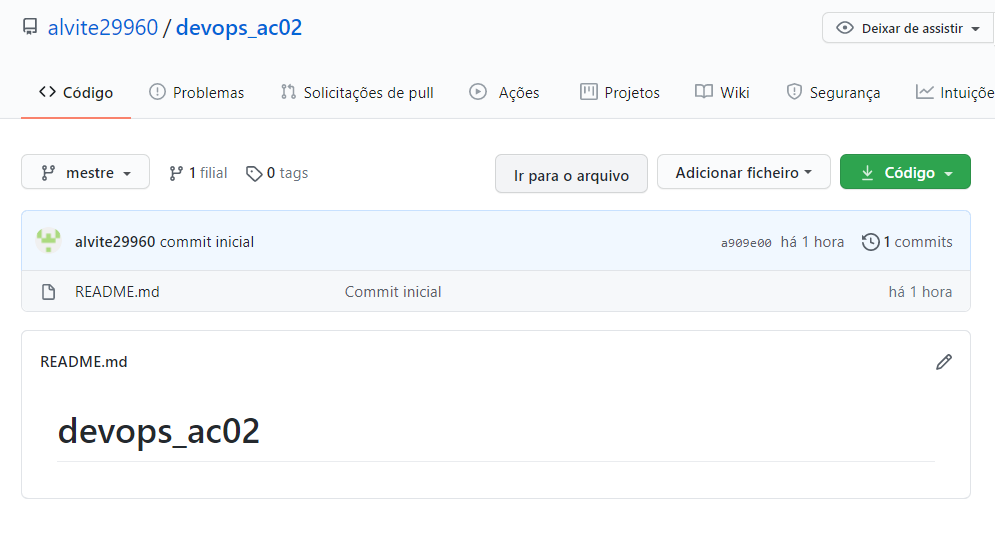 alvite29960 / devops_ac02
Deixar de assistir
Código Problemas Solicitações de pull Ações Projetos Wiki Segurança Intuiçõe
mestre 1 filial 0 tags Ir para o arquivo Adicionar ficheiro Código
alvite29960 commit inicial a909e00 há 1 hora 1 commits
README.md Commit inicial há 1 hora
README.md
devops_ac02